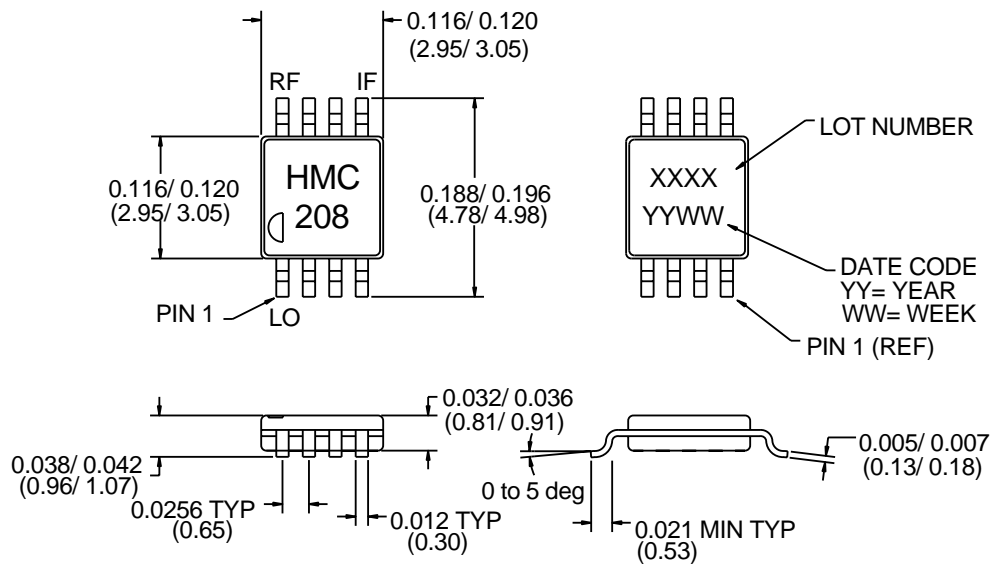 0.116/ 0.120
(2.95/ 3.05)
RF
IF
HMC
208
0.116/ 0.120
(2.95/ 3.05)
0.188/ 0.196
(4.78/ 4.98)
PIN 1
LO
XXXX
YYWW
LOT NUMBER
DATE CODE
YY= YEAR
WW= WEEK
PIN 1 (REF)
0.032/ 0.036
(0.81/ 0.91)
0.038/ 0.042
(0.96/ 1.07)
0.0256 TYP
(0.65)
0.012 TYP
(0.30)
0 to 5 deg
0.021 MIN TYP
(0.53)
0.005/ 0.007
(0.13/ 0.18)